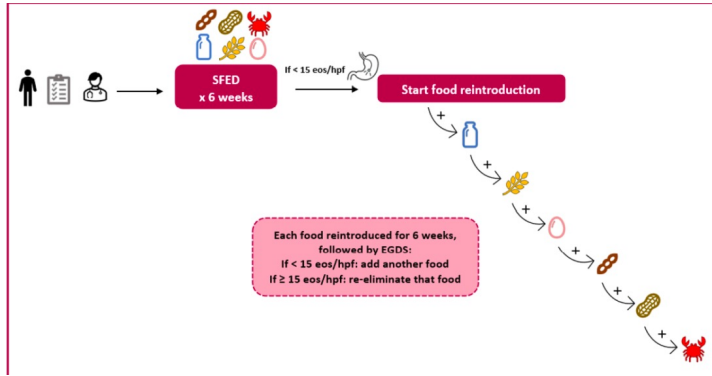 SFED
x 6 weeks
If < 15 eos/hpf
Start food reintroduction
+
+
+
+
+
+
Each food reintroduced for 6 weeks,
followed by EGDS:
If < 15 eos/hpf: add another food
If ≥ 15 eos/hpf: re-eliminate that food